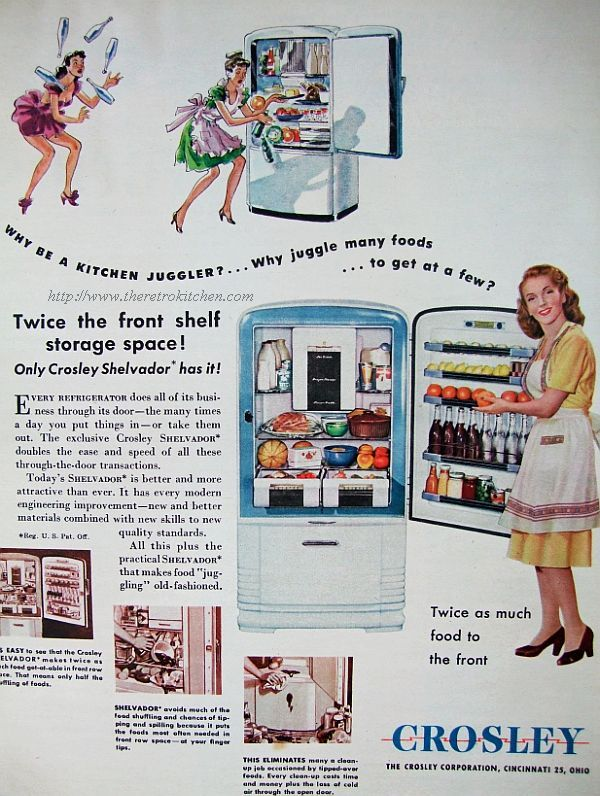 WHY BE A KITCHEN JUGGLER?... Why juggle many foods
... to get at a few?
http://www.theretrokitchen.com
Twice the front shelf
storage space!
Only Crosley Shelvador* has it!
EVERY REFRIGERATOR does all of its busi-
ness through its door—the many times
a day you put things in—or take them
out. The exclusive Crosley SHELVADOR*
doubles the ease and speed of all these
through-the-door transactions.
Today's SHELVADOR* is better and more
attractive than ever. It has every modern
engineering improvement—new and better
materials combined with new skills to new
quality standards.
*Reg. U. S. Pat. Off.
All this plus the
practical SHELVADOR*
that makes food "jug-
gling" old-fashioned.
Twice as much
food to
the front
S EASY to see that the Crosley
ELVADOR* makes twice as
ch food get-at-able in front row
ce. That means only half the
uffling of foods.
SHELVADOR* avoids much of the
food shuffling and chances of tip-
ping and spilling because it puts
the foods most often needed in
front row space—at your finger
tips.
THIS ELIMINATES many a clean-
up job occasioned by tipped-over
foods. Every clean-up costs time
and money plus the loss of cold
air through the open door.
CROSLEY
THE CROSLEY CORPORATION, CINCINNATI 25, OHIO